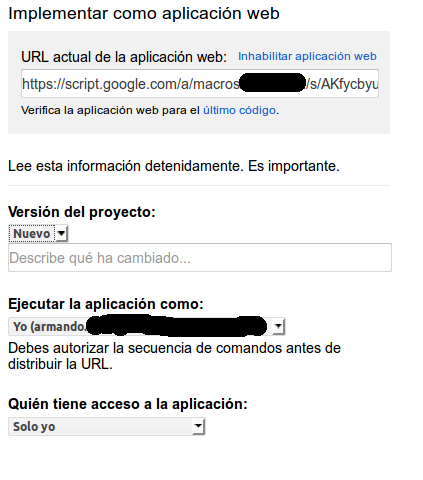 Implementar como aplicación web
URL actual de la aplicación web: Inhabilitar aplicación web
https://script.google.com/a/macros /s/AKfycbyu
Verifica la aplicación web para el último código.
Lee esta información detenidamente. Es importante.
Versión del proyecto:
Nuevo
Describe qué ha cambiado...
Ejecutar la aplicación como:
Yo (armando.
Debes autorizar la secuencia de comandos antes de
distribuir la URL.
Quién tiene acceso a la aplicación:
Solo yo